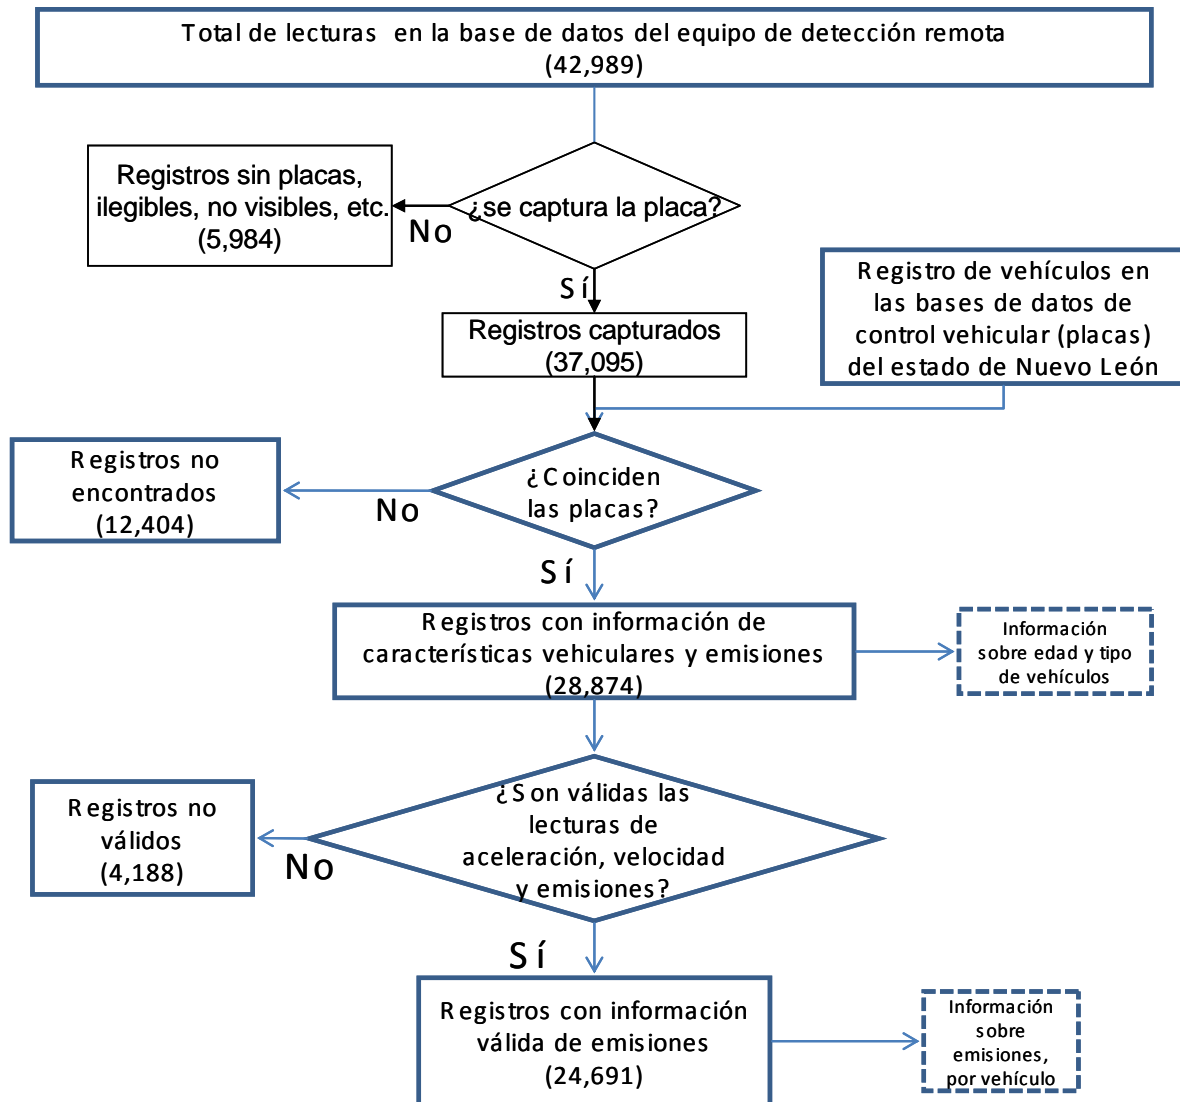 Total de lecturas en la base de datos del equipo de detección remota
(42,989)
Registros sin placas,
ilegibles, no visibles, etc.
(5,984)
¿se captura la placa?
No
Sí
Registros capturados
(37,095)
Registro de vehículos en
las bases de datos de
control vehicular (placas)
del estado de Nuevo León
Registros no
encontrados
(12,404)
¿Coinciden
las placas?
No
Sí
Registros con información de
características vehiculares y emisiones
(28,874)
Información
sobre edad y tipo
de vehículos
Registros no
válidos
(4,188)
¿Son válidas las
lecturas de
aceleración, velocidad
y emisiones?
No
Sí
Registros con información
válida de emisiones
(24,691)
Información
sobre
emisiones,
por vehículo